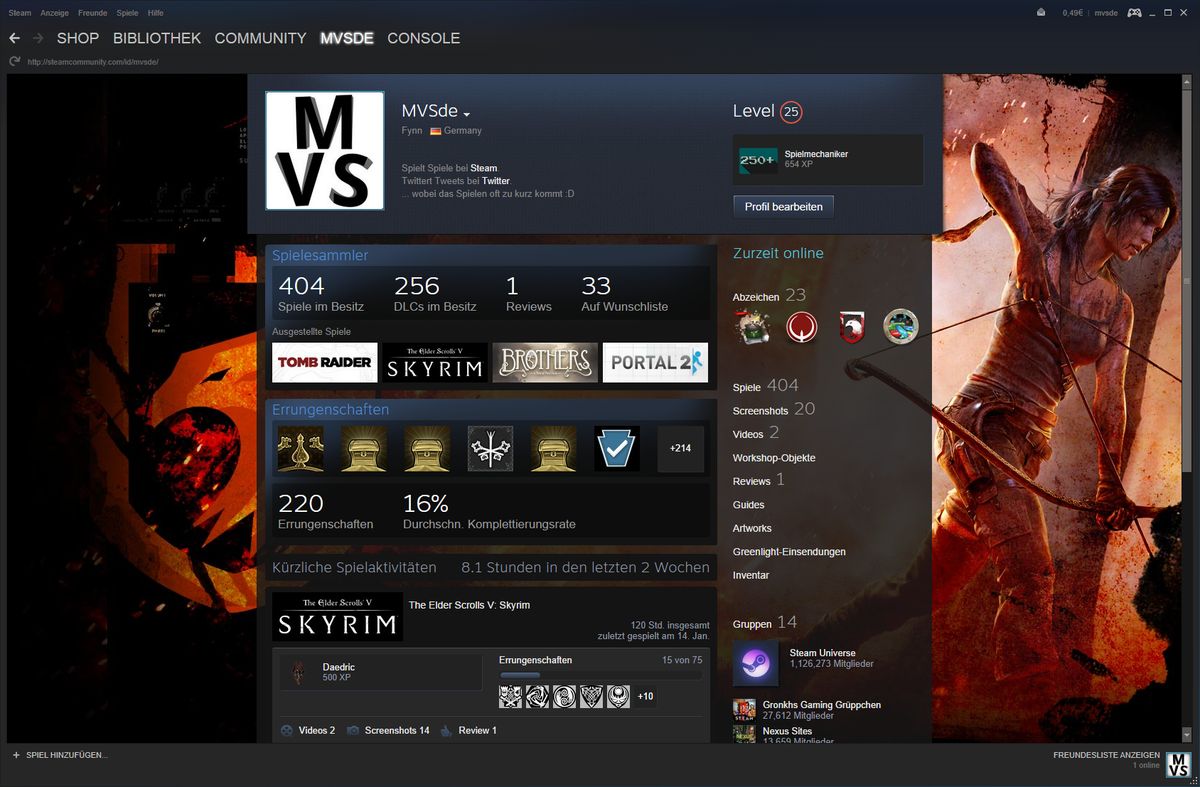 Steam Anzeige Freunde Spiele Hilfe
0,49€ | mvsde
SHOP BIBLIOTHEK COMMUNITY MVSDE CONSOLE
http://steamcommunity.com/id/mvsde/
M
VS
MVSde
Fynn Germany
Spielt Spiele bei Steam.
Twittert Tweets bei Twitter.
... wobei das Spielen oft zu kurz kommt :D
Level 25
250+
Spielmechaniker
654 XP
Profil bearbeiten
Spielesammler
404 256 1 33
Spiele im Besitz DLCs im Besitz Reviews Auf Wunschliste
Ausgestellte Spiele
TOMB RAIDER
The Elder Scrolls V
SKYRIM
BROTHERS
PORTAL 2
Errungenschaften
+214
220 16%
Errungenschaften Durchschn. Komplettierungsrate
Kürzliche Spielaktivitäten 8.1 Stunden in den letzten 2 Wochen
The Elder Scrolls V
SKYRIM
The Elder Scrolls V: Skyrim
120 Std. insgesamt
zuletzt gespielt am 14. Jan.
Daedric
500 XP
Errungenschaften 15 von 75
+10
Videos 2 Screenshots 14 Review 1
Zurzeit online
Abzeichen 23
Spiele 404
Screenshots 20
Videos 2
Workshop-Objekte
Reviews 1
Guides
Artworks
Greenlight-Einsendungen
Inventar
Gruppen 14
Steam Universe
1,126,273 Mitglieder
Gronkhs Gaming Grüppchen
27,612 Mitglieder
Nexus Sites
13,659 Mitglieder
+ SPIEL HINZUFÜGEN...
FREUNDESLISTE ANZEIGEN
1 online
M
VS